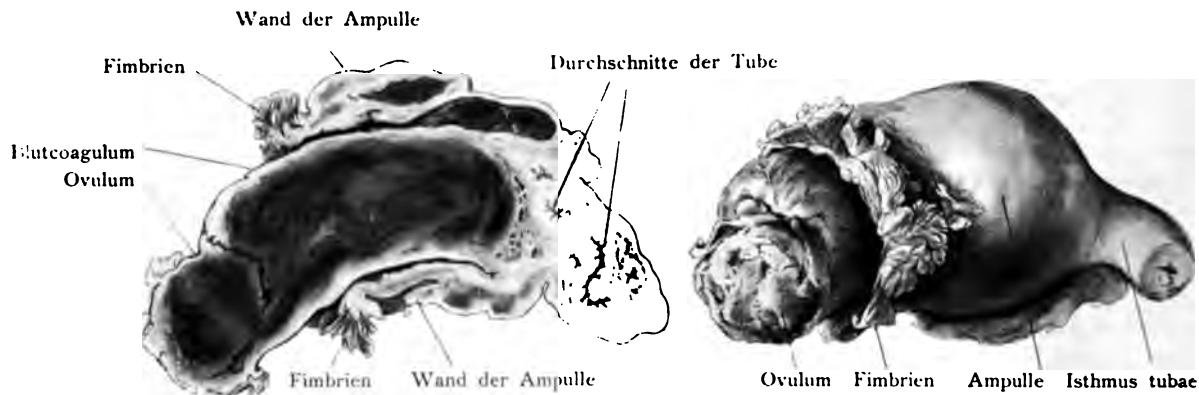 Wand der Ampulle
Fimbrien
Durchschnitte der Tube
Blutcoagulum
Ovulum
Fimbrien
Wand der Ampulle
Ovulum
Fimbrien
Ampulle
Isthmus tubae